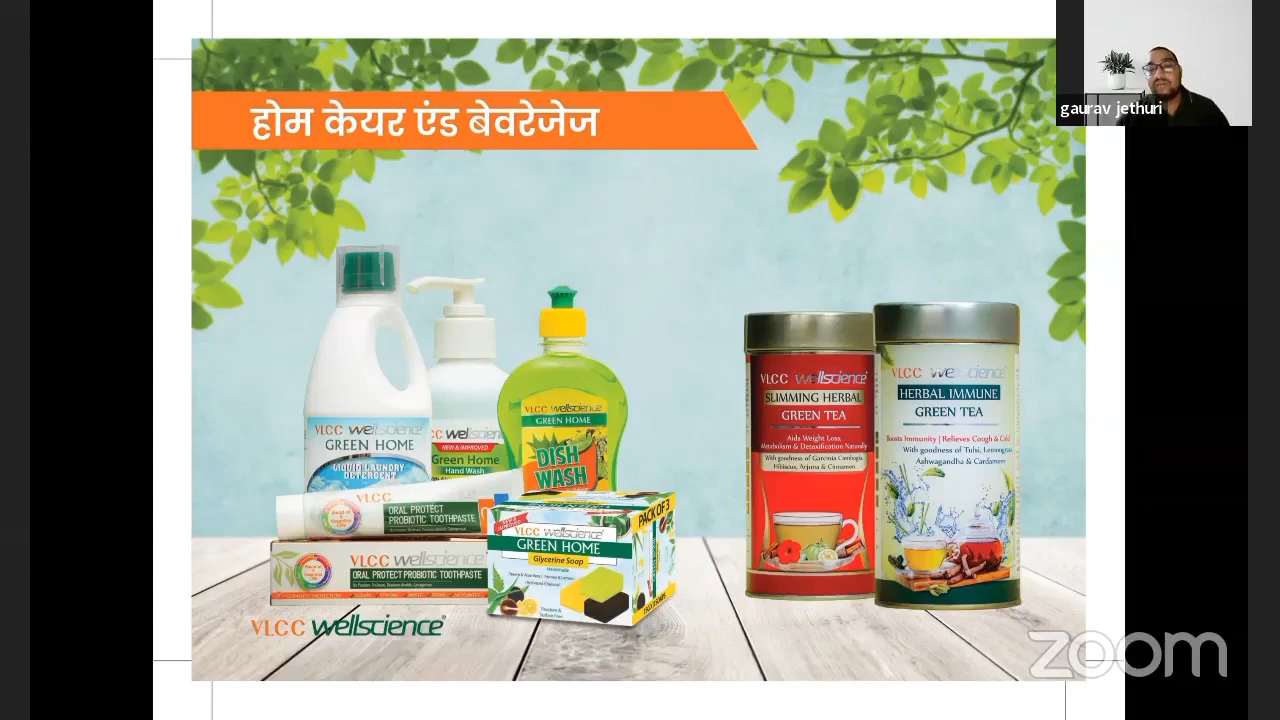 होम केयर एंड बेवरेजेज
gaurav jethuri
VLCC wellscience
GREEN HOME
LIQUID LAUNDRY
DETERGENT
NEW & IMPROVED
Green Home
Hand Wash
VLCC wellscience
GREEN HOME
DISH
WASH
VLCC
ORAL PROTECT
PROBIOTIC TOOTHPASTE
VLCC wellscience
ORAL PROTECT PROBIOTIC TOOTHPASTE
PACK OF 3
VLCC wellscience
GREEN HOME
Glycerine Soap
VLCC wellscience
SLIMMING HERBAL
GREEN TEA
Aids Weight Loss,
Metabolism & Detoxification Naturally
With goodness of Garcinia Cambogia,
Hibiscus, Arjuna & Cinnamon
VLCC wellscience
HERBAL IMMUNE
GREEN TEA
Boosts Immunity | Relieves Cough & Cold
With goodness of Tulsi, Lemongrass,
Ashwagandha & Cardamom
VLCC wellscience
zoom